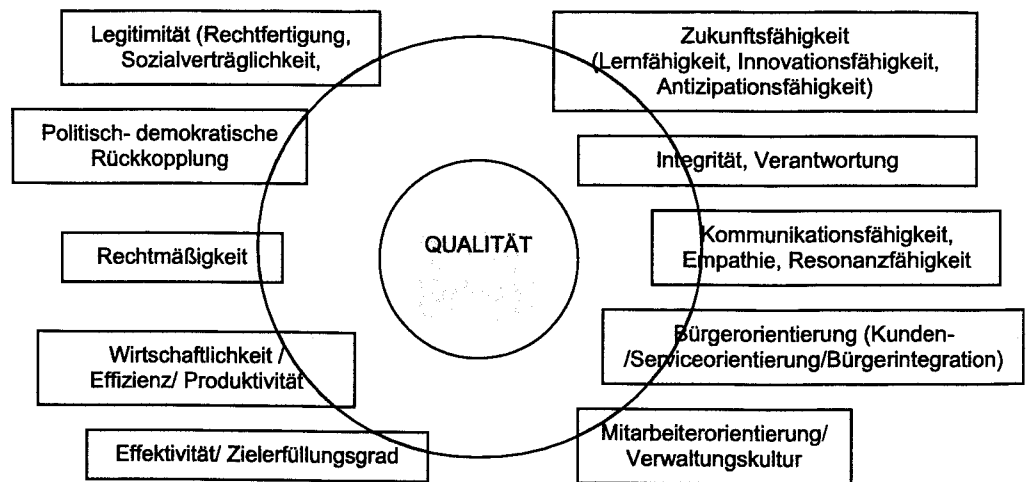 Legitimität (Rechtfertigung,
Sozialverträglichkeit,
Politisch- demokratische
Rückkopplung
Rechtmäßigkeit
Wirtschaftlichkeit /
Effizienz/ Produktivität
Effektivität/ Zielerfüllungsgrad
QUALITÄT
Zukunftsfähigkeit
(Lernfähigkeit, Innovationsfähigkeit,
Antizipationsfähigkeit)
Integrität, Verantwortung
Kommunikationsfähigkeit,
Empathie, Resonanzfähigkeit
Bürgerorientierung (Kunden-
/Serviceorientierung/Bürgerintegration)
Mitarbeiterorientierung/
Verwaltungskultur